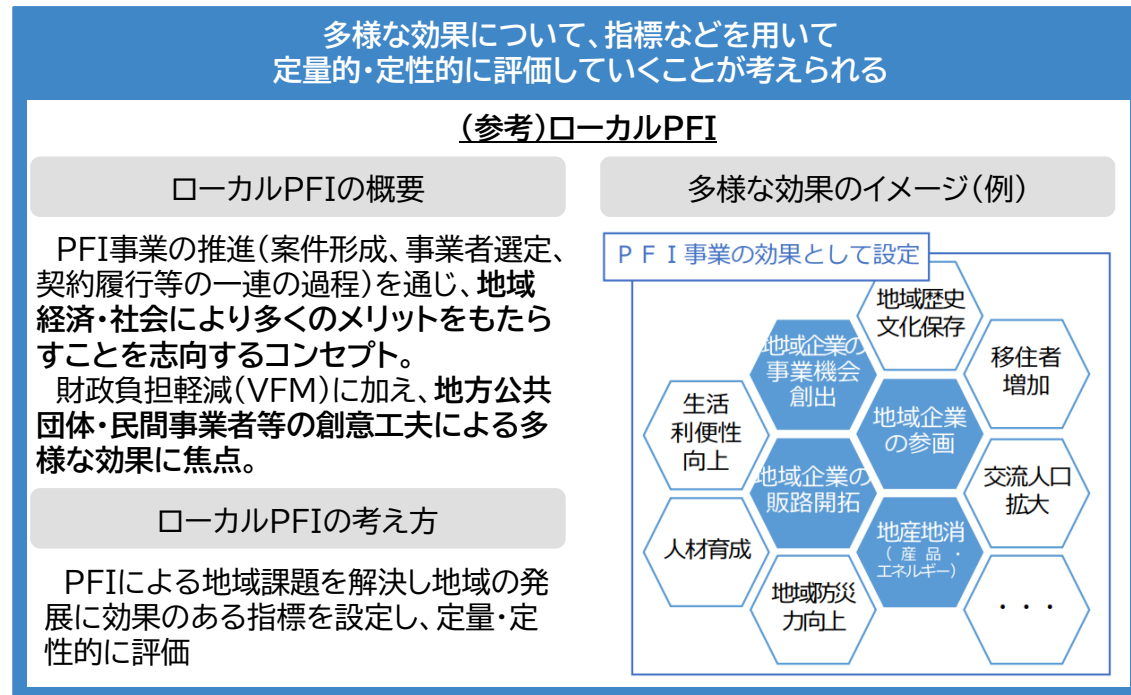 多様な効果について、指標などを用いて
定量的・定性的に評価していくことが考えられる
(参考)ローカルPFI
ローカルPFIの概要
PFI事業の推進(案件形成、事業者選定、
契約履行等の一連の過程)を通じ、地域
経済・社会により多くのメリットをもたら
すことを志向するコンセプト。
財政負担軽減(VFM)に加え、地方公共
団体・民間事業者等の創意工夫による多
様な効果に焦点。
ローカルPFIの考え方
PFIによる地域課題を解決し地域の発
展に効果のある指標を設定し、定量・定
性的に評価
多様な効果のイメージ(例)
PFI事業の効果として設定
地域歴史
文化保存
地域企業の
事業機会
創出
移住者
増加
生活
利便性
向上
地域企業
の参画
地域企業の
販路開拓
交流人口
拡大
人材育成
地産地消
(産品・
エネルギー)
地域防災
力向上
・・・